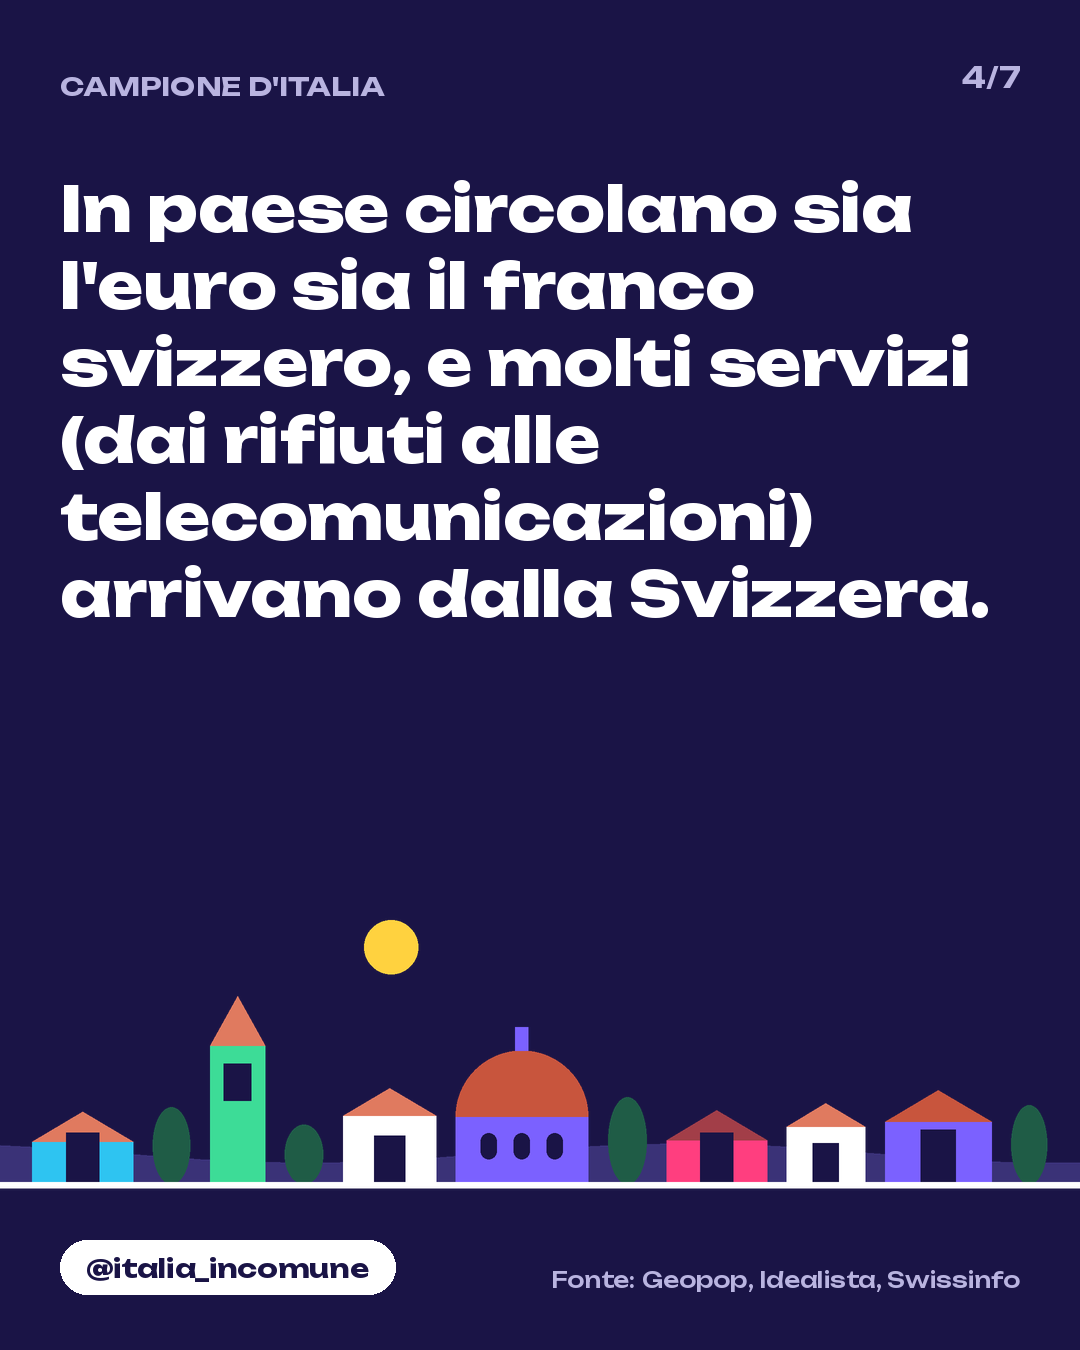 CAMPIONE D'ITALIA
4/7
In paese circolano sia
l'euro sia il franco
svizzero, e molti servizi
(dai rifiuti alle
telecomunicazioni)
arrivano dalla Svizzera.
@italia_incomune
Fonte: Geopop, Idealista, Swissinfo